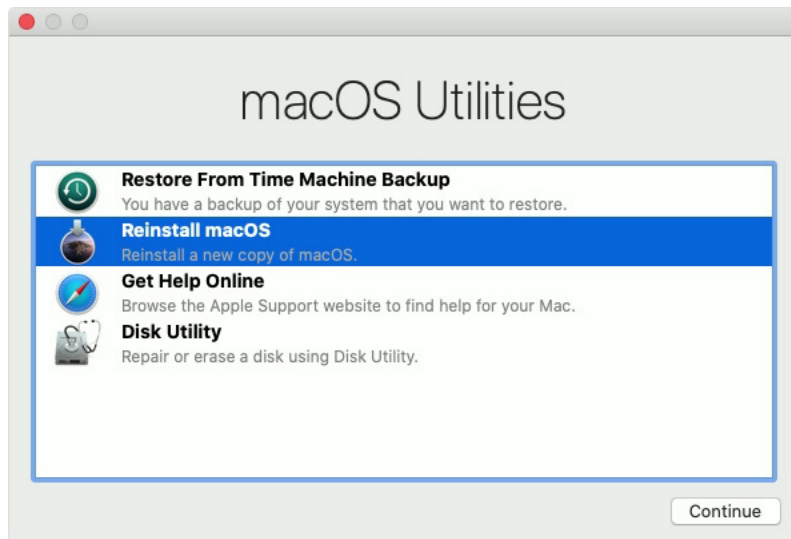 macOS Utilities
Restore From Time Machine Backup
You have a backup of your system that you want to restore.
Reinstall macOS
Reinstall a new copy of macOS.
Get Help Online
Browse the Apple Support website to find help for your Mac.
Disk Utility
Repair or erase a disk using Disk Utility.
Continue